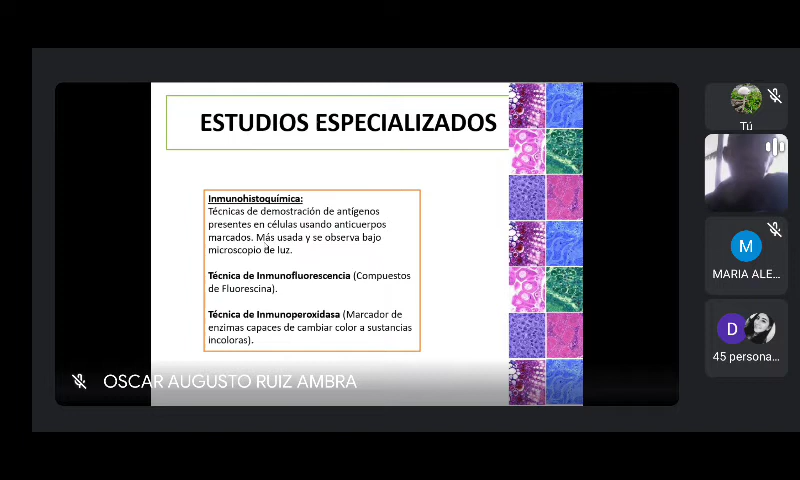 ESTUDIOS ESPECIALIZADOS
Inmunohistoquímica:
Técnicas de demostración de antígenos
presentes en células usando anticuerpos
marcados. Más usada y se observa bajo
microscopio de luz.
Técnica de Inmunofluorescencia (Compuestos
de Fluorescina).
Técnica de Inmunoperoxidasa (Marcador de
enzimas capaces de cambiar color a sustancias
incoloras).
OSCAR AUGUSTO RUIZ AMBRA
Tú
M
MARIA ALE...
D
45 persona...